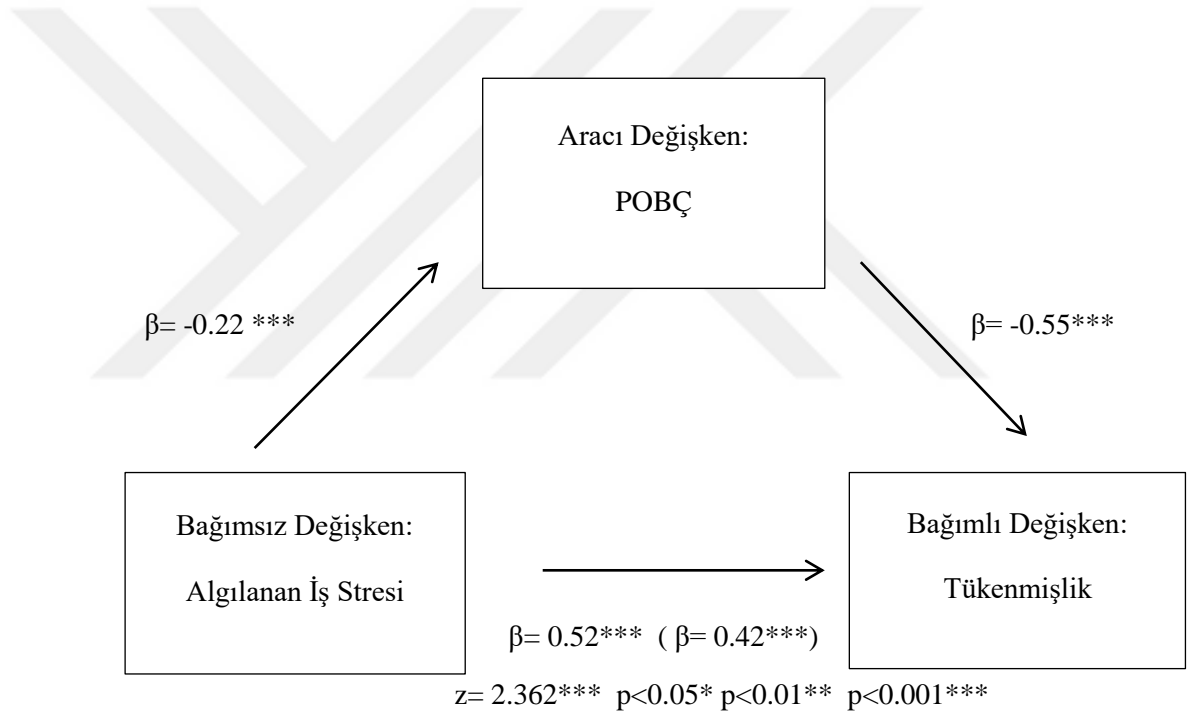 Aracı Değişken:
POBÇ
β= -0.22 ***
β= -0.55***
Bağımsız Değişken:
Algılanan İş Stresi
Bağımlı Değişken:
Tükenmişlik
β= 0.52***  ( β= 0.42***)
z= 2.362***  p<0.05* p<0.01**  p<0.001***